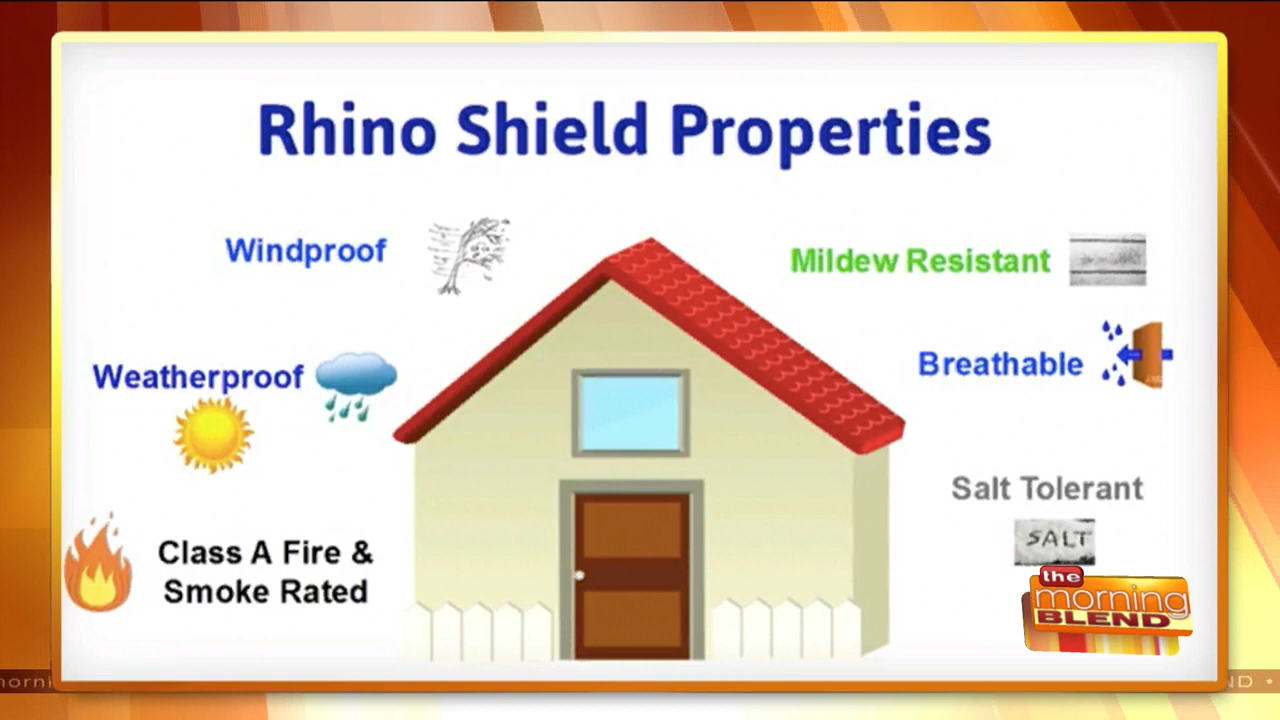 Rhino Shield Properties
Windproof
Mildew Resistant
Weatherproof
Breathable
Salt Tolerant
SALT
Class A Fire &
Smoke Rated
the
morning
BLEND